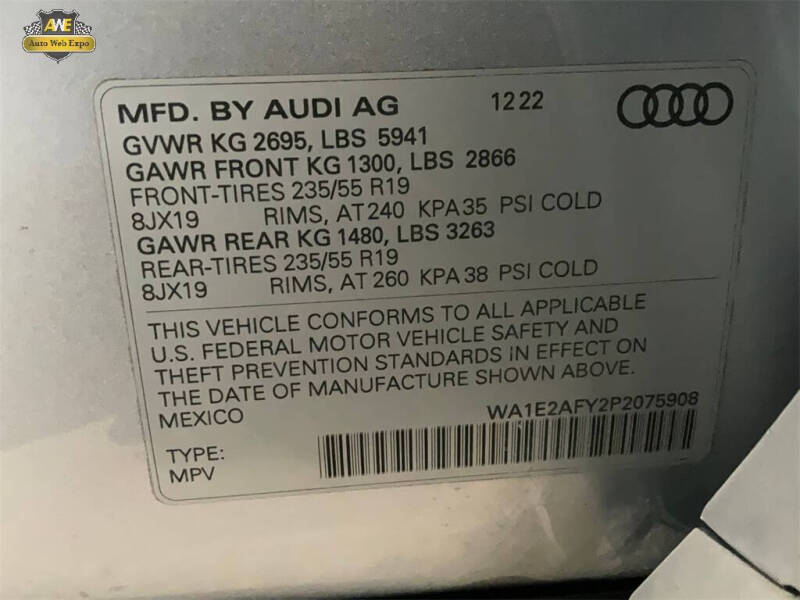 AWE
Auto Web Expo
MFD. BY AUDI AG 12 22
GVWR KG 2695, LBS 5941
GAWR FRONT KG 1300, LBS 2866
FRONT-TIRES 235/55 R19
8JX19 RIMS, AT 240 KPA 35 PSI COLD
GAWR REAR KG 1480, LBS 3263
REAR-TIRES 235/55 R19
8JX19 RIMS, AT 260 KPA 38 PSI COLD
THIS VEHICLE CONFORMS TO ALL APPLICABLE
U.S. FEDERAL MOTOR VEHICLE SAFETY AND
THEFT PREVENTION STANDARDS IN EFFECT ON
THE DATE OF MANUFACTURE SHOWN ABOVE.
MEXICO WA1E2AFY2P2075908
TYPE:
MPV